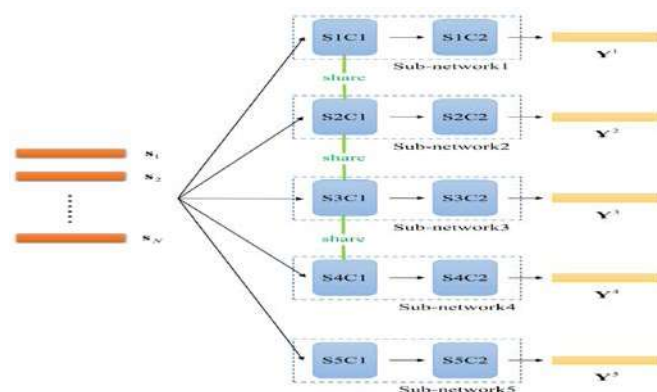 S1C1 S1C2
Sub-network1
Y¹
share
S2C1 S2C2
Sub-network2
Y²
share
s₁
s₂
S3C1 S3C2
Sub-network3
Y³
share
s_N
S4C1 S4C2
Sub-network4
Y⁴
S5C1 S5C2
Sub-network5
Y⁵